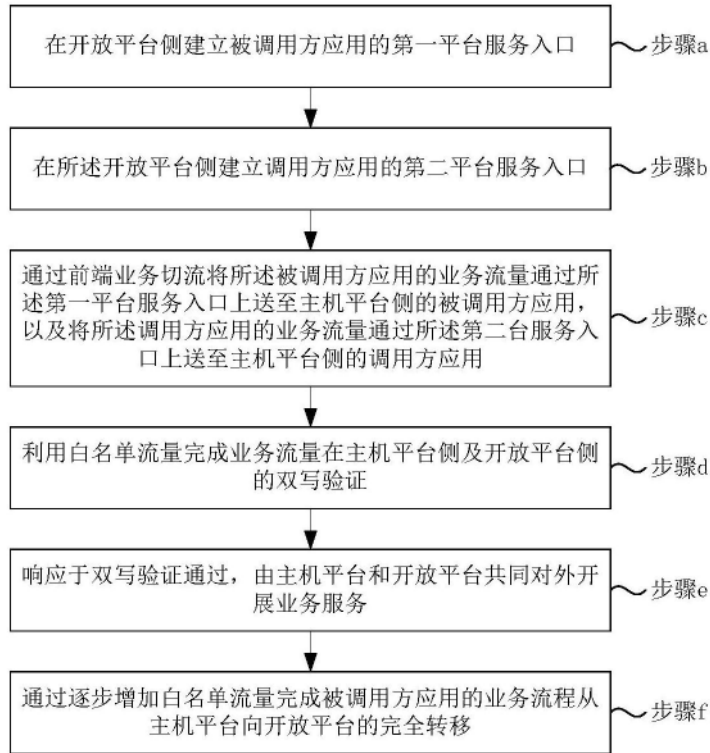 在开放平台侧建立被调用方应用的第一平台服务入口
步骤a
在所述开放平台侧建立调用方应用的第二平台服务入口
步骤b
通过前端业务切流将所述被调用方应用的业务流量通过所
述第一平台服务入口上送至主机平台侧的被调用方应用，
以及将所述调用方应用的业务流量通过所述第二台服务入
口上送至主机平台侧的调用方应用
步骤c
利用白名单流量完成业务流量在主机平台侧及开放平台侧
的双写验证
步骤d
响应于双写验证通过，由主机平台和开放平台共同对外开
展业务服务
步骤e
通过逐步增加白名单流量完成被调用方应用的业务流程从
主机平台向开放平台的完全转移
步骤f